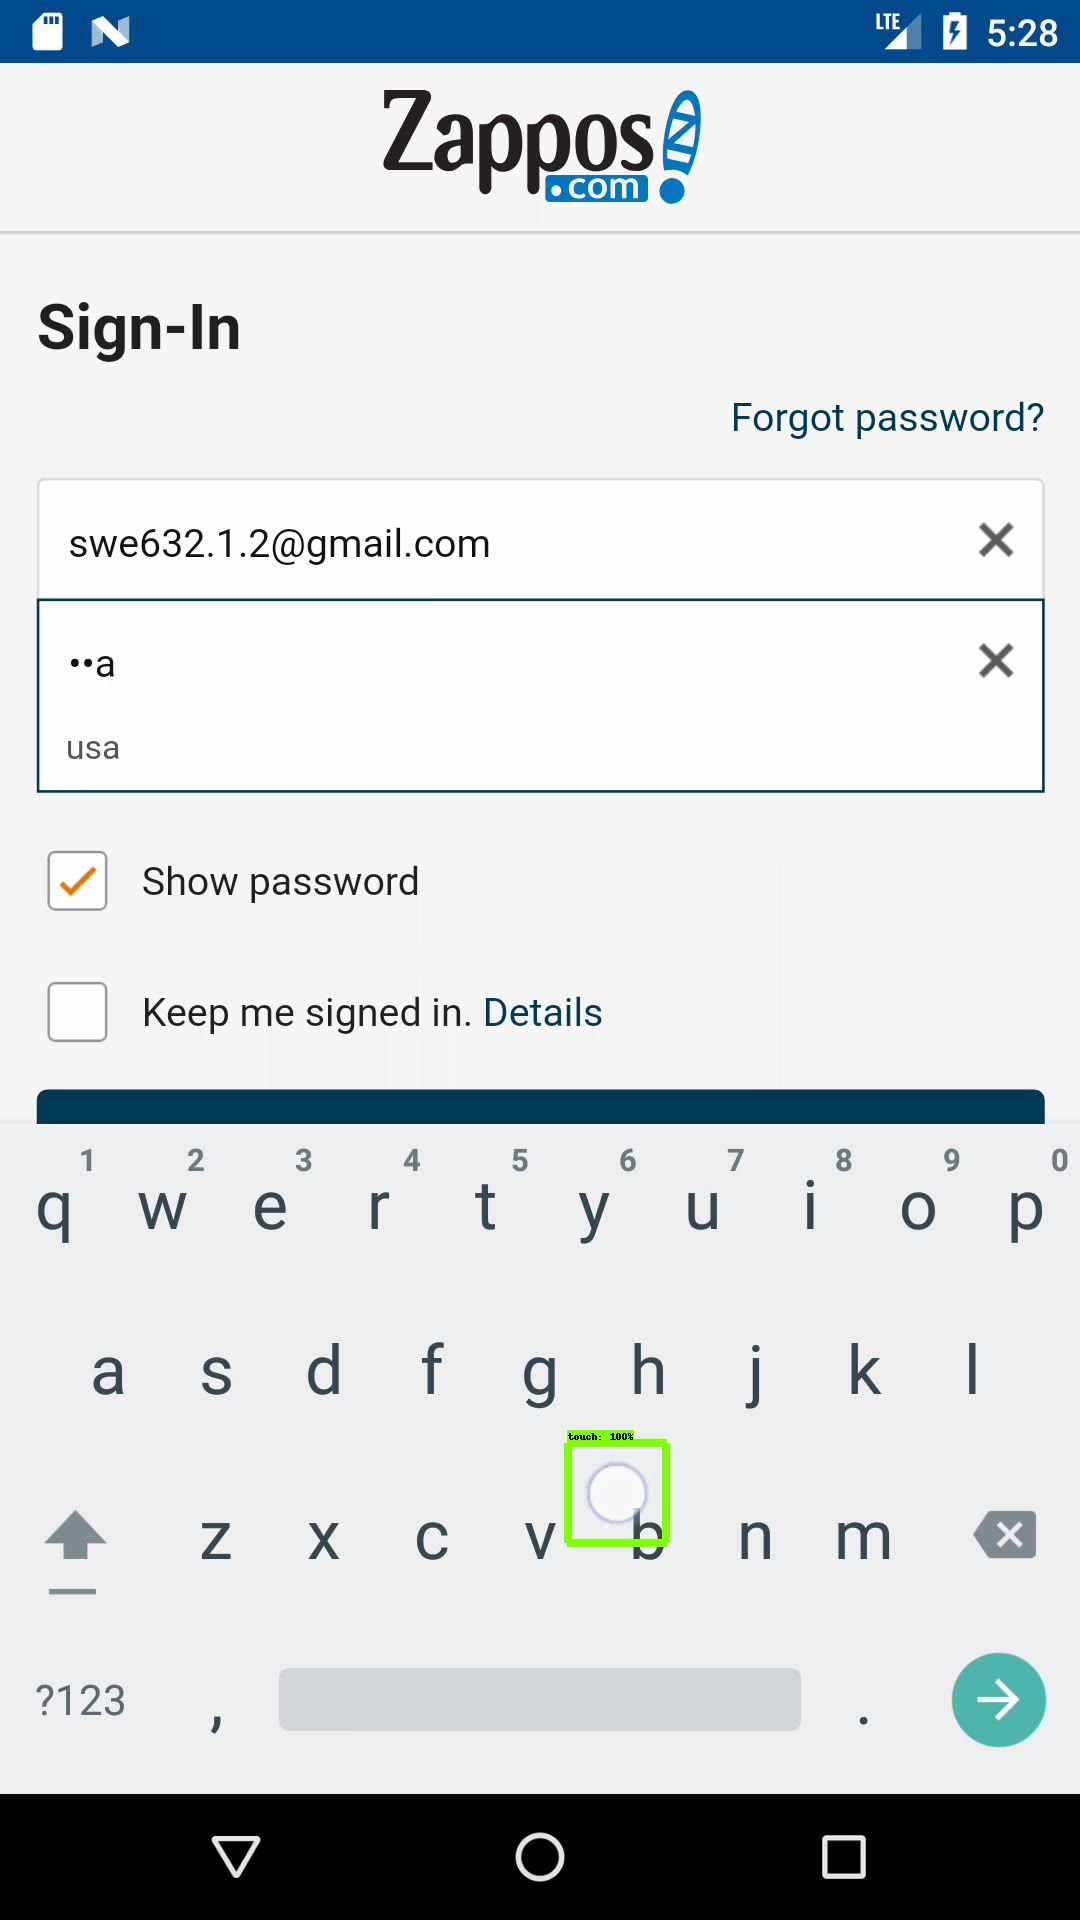 LTE 5:28
Zappos
.com
Sign-In
Forgot password?
swe632.1.2@gmail.com
••a
usa
Show password
Keep me signed in. Details
1 2 3 4 5 6 7 8 9 0
q w e r t y u i o p
a s d f g h j k l
touch: 100%
z x c v b n m
?123 , .